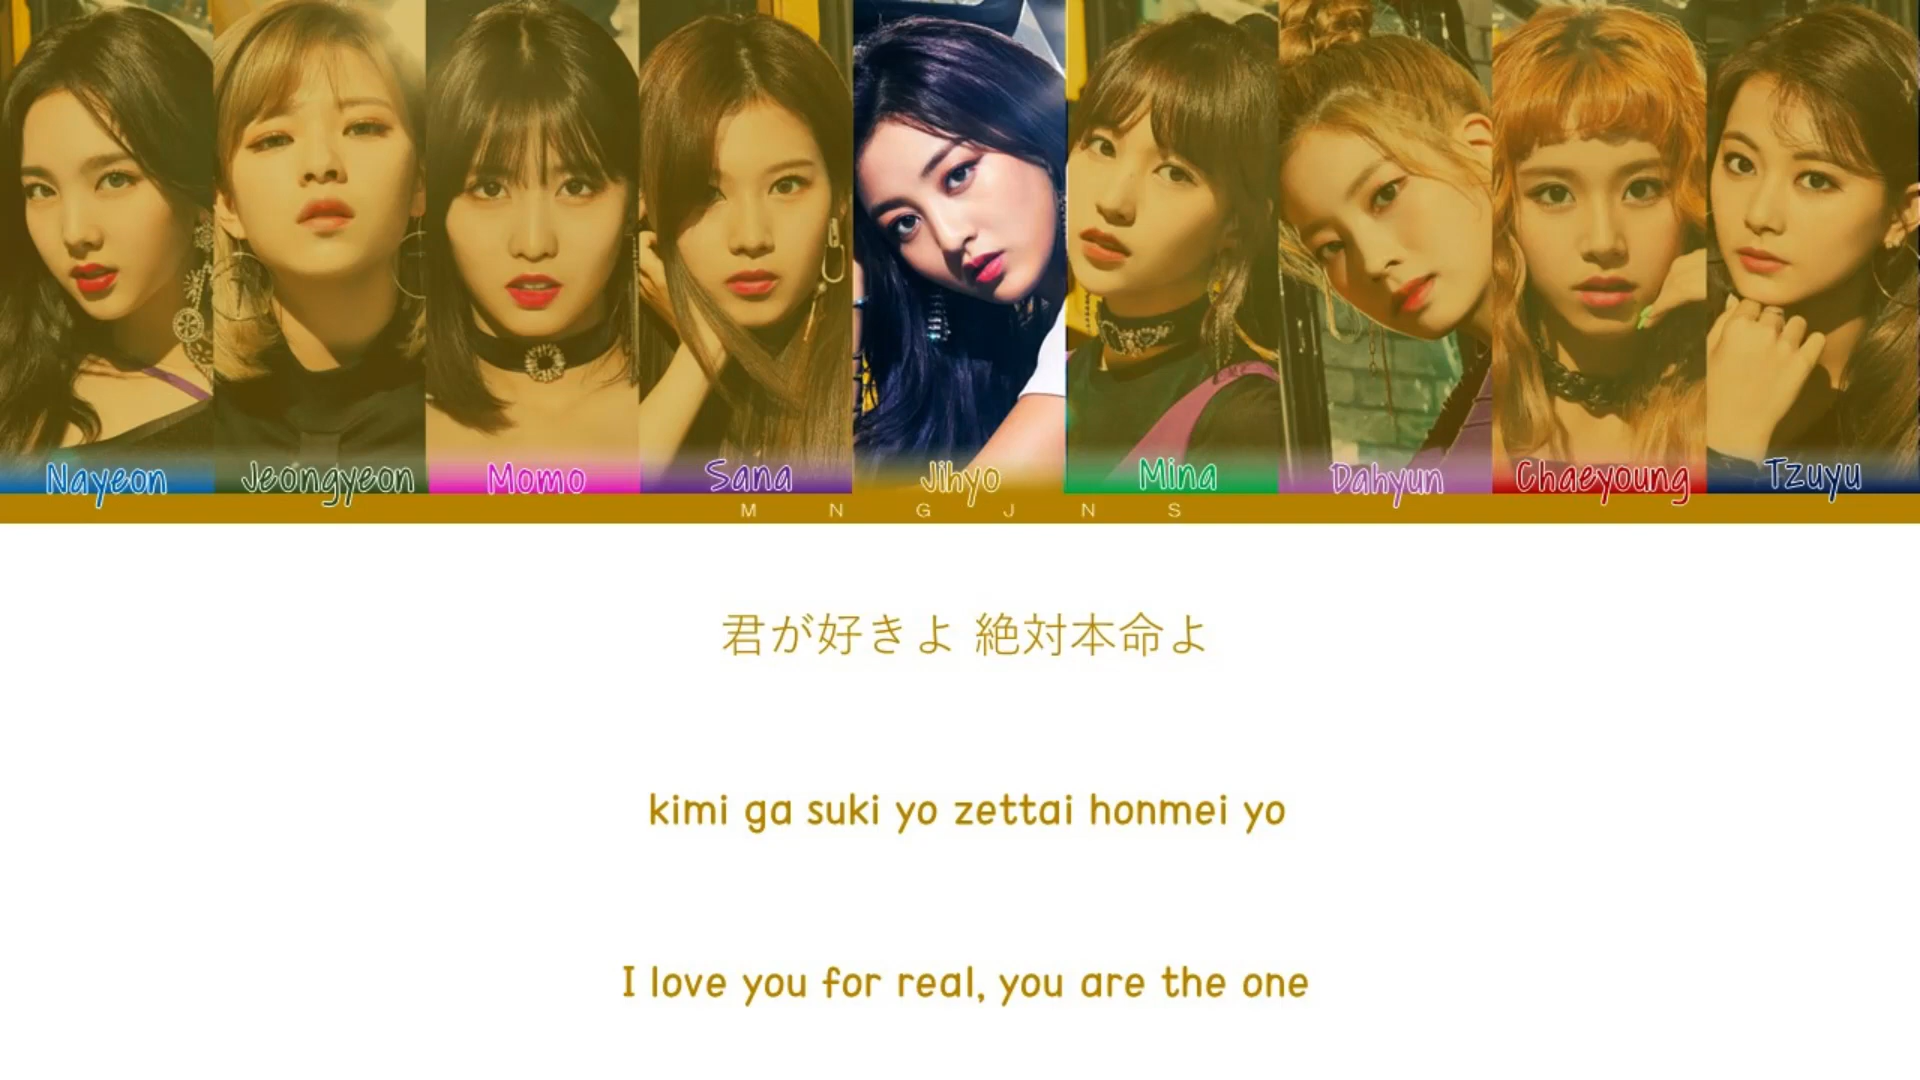 Nayeon Jeongyeon Momo Sana Jihyo Mina Dahyun Chaeyoung Tzuyu
M N G J N S
君が好きよ 絶対本命よ
kimi ga suki yo zettai honmei yo
I love you for real, you are the one